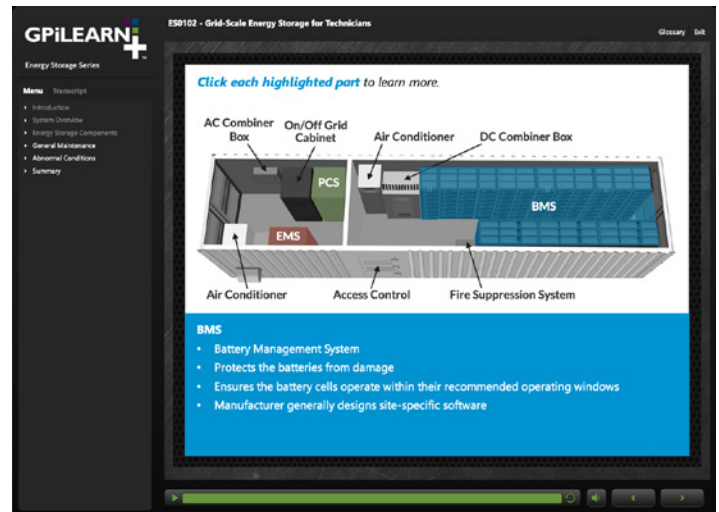 GPiLEARN+™
ES0102 - Grid-Scale Energy Storage for Technicians
Glossary Exit
Energy Storage Series
Menu Transcript
Introduction
System Overview
Energy Storage Components
General Maintenance
Abnormal Conditions
Summary
Click each highlighted part to learn more.
AC Combiner
Box
On/Off Grid
Cabinet
Air Conditioner
DC Combiner Box
PCS
BMS
EMS
Air Conditioner
Access Control
Fire Suppression System
BMS
• Battery Management System
• Protects the batteries from damage
• Ensures the battery cells operate within their recommended operating windows
• Manufacturer generally designs site-specific software